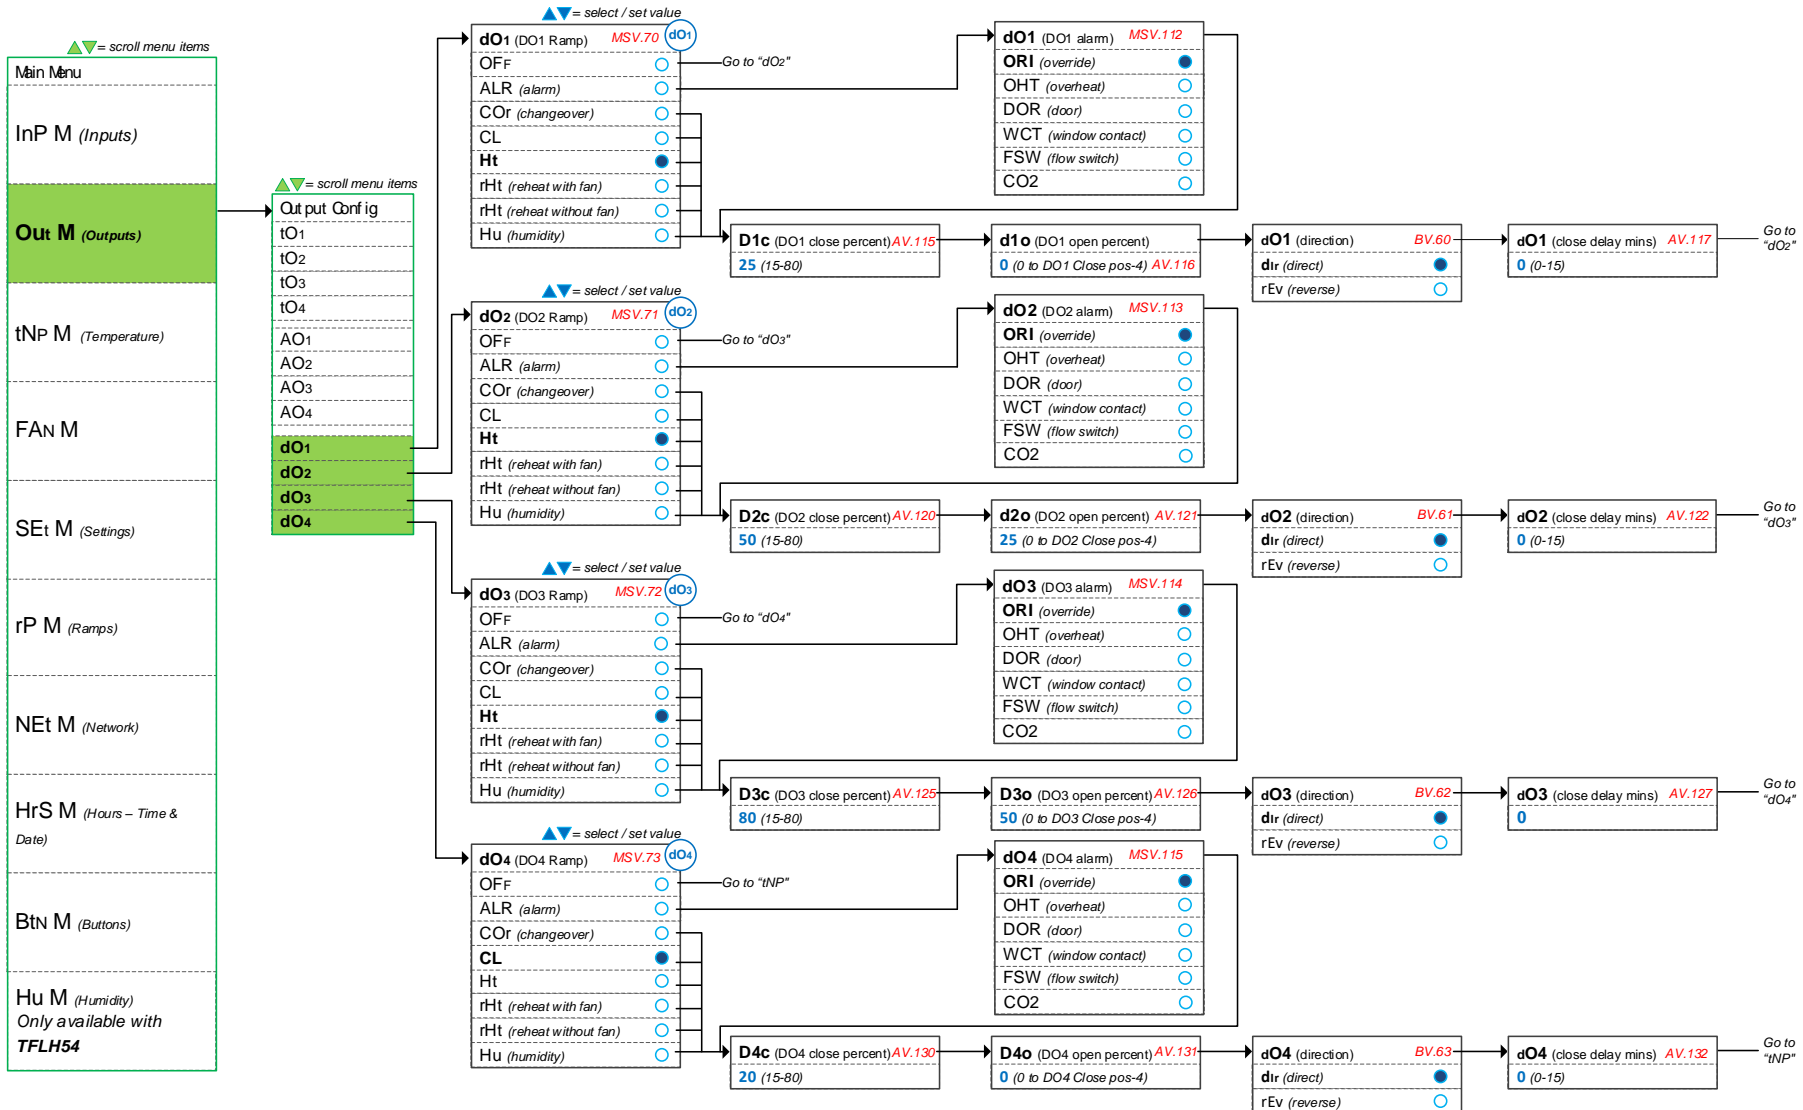 = scroll menu items
Main Menu
InP M (Inputs)
Out M (Outputs)
tNP M (Temperature)
FAN M
SEt M (Settings)
rP M (Ramps)
NEt M (Network)
HrS M (Hours – Time &
Date)
BtN M (Buttons)
Hu M (Humidity)
Only available with
TFLH54
= scroll menu items
Output Config
tO1
tO2
tO3
tO4
AO1
AO2
AO3
AO4
dO1
dO2
dO3
dO4
= select / set value
dO1 (DO1 Ramp) MSV.70 dO1
OFF
Go to "dO2"
ALR (alarm)
COr (changeover)
CL
Ht
rHt (reheat with fan)
rHt (reheat without fan)
Hu (humidity)
dO1 (DO1 alarm) MSV.112
ORI (override)
OHT (overheat)
DOR (door)
WCT (window contact)
FSW (flow switch)
CO2
D1c (DO1 close percent) AV.115
25 (15-80)
d1o (DO1 open percent)
0 (0 to DO1 Close pos-4) AV.116
dO1 (direction) BV.60
dIr (direct)
rEv (reverse)
dO1 (close delay mins) AV.117
0 (0-15)
Go to
"dO2"
= select / set value
dO2 (DO2 Ramp) MSV.71 dO2
OFF
Go to "dO3"
ALR (alarm)
COr (changeover)
CL
Ht
rHt (reheat with fan)
rHt (reheat without fan)
Hu (humidity)
dO2 (DO2 alarm) MSV.113
ORI (override)
OHT (overheat)
DOR (door)
WCT (window contact)
FSW (flow switch)
CO2
D2c (DO2 close percent) AV.120
50 (15-80)
d2o (DO2 open percent) AV.121
25 (0 to DO2 Close pos-4)
dO2 (direction) BV.61
dIr (direct)
rEv (reverse)
dO2 (close delay mins) AV.122
0 (0-15)
Go to
"dO3"
= select / set value
dO3 (DO3 Ramp) MSV.72 dO3
OFF
Go to "dO4"
ALR (alarm)
COr (changeover)
CL
Ht
rHt (reheat with fan)
rHt (reheat without fan)
Hu (humidity)
dO3 (DO3 alarm) MSV.114
ORI (override)
OHT (overheat)
DOR (door)
WCT (window contact)
FSW (flow switch)
CO2
D3c (DO3 close percent) AV.125
80 (15-80)
D3o (DO3 open percent) AV.126
50 (0 to DO3 Close pos-4)
dO3 (direction) BV.62
dIr (direct)
rEv (reverse)
dO3 (close delay mins) AV.127
0
Go to
"dO4"
= select / set value
dO4 (DO4 Ramp) MSV.73 dO4
OFF
Go to "tNP"
ALR (alarm)
COr (changeover)
CL
Ht
rHt (reheat with fan)
rHt (reheat without fan)
Hu (humidity)
dO4 (DO4 alarm) MSV.115
ORI (override)
OHT (overheat)
DOR (door)
WCT (window contact)
FSW (flow switch)
CO2
D4c (DO4 close percent) AV.130
20 (15-80)
D4o (DO4 open percent) AV.131
0 (0 to DO4 Close pos-4)
dO4 (direction) BV.63
dIr (direct)
rEv (reverse)
dO4 (close delay mins) AV.132
0 (0-15)
Go to
"tNP"